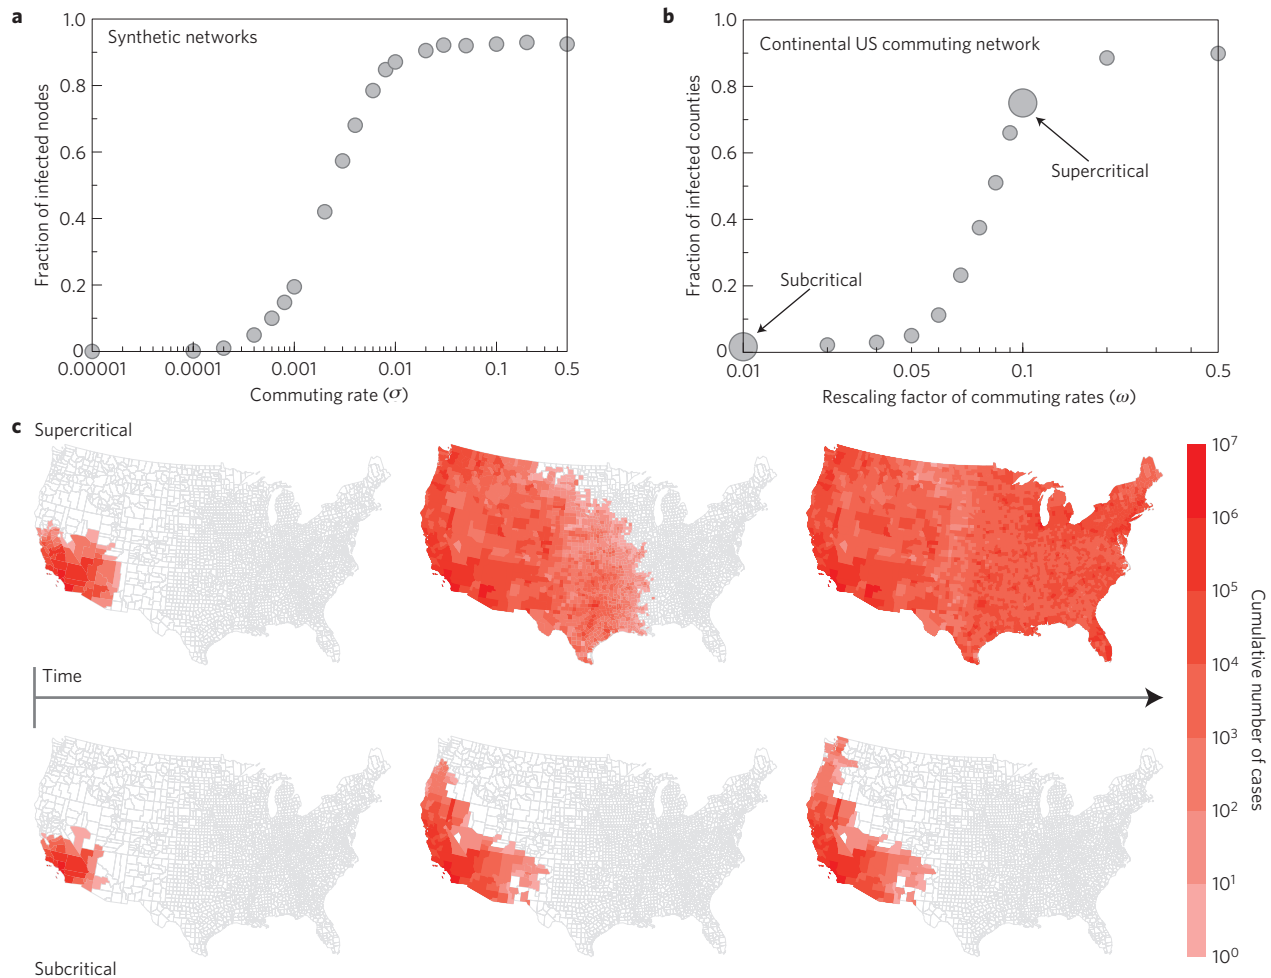 a
Synthetic networks
1.0
0.8
0.6
0.4
0.2
0
Fraction of infected nodes
0.00001 0.0001 0.001 0.01 0.1 0.5
Commuting rate (σ)
b
Continental US commuting network
1.0
0.8
0.6
0.4
0.2
0
Fraction of infected counties
Supercritical
Subcritical
0.01 0.05 0.1 0.5
Rescaling factor of commuting rates (ω)
c
Supercritical
Time
Subcritical
10⁷
10⁶
10⁵
10⁴
10³
10²
10¹
10⁰
Cumulative number of cases